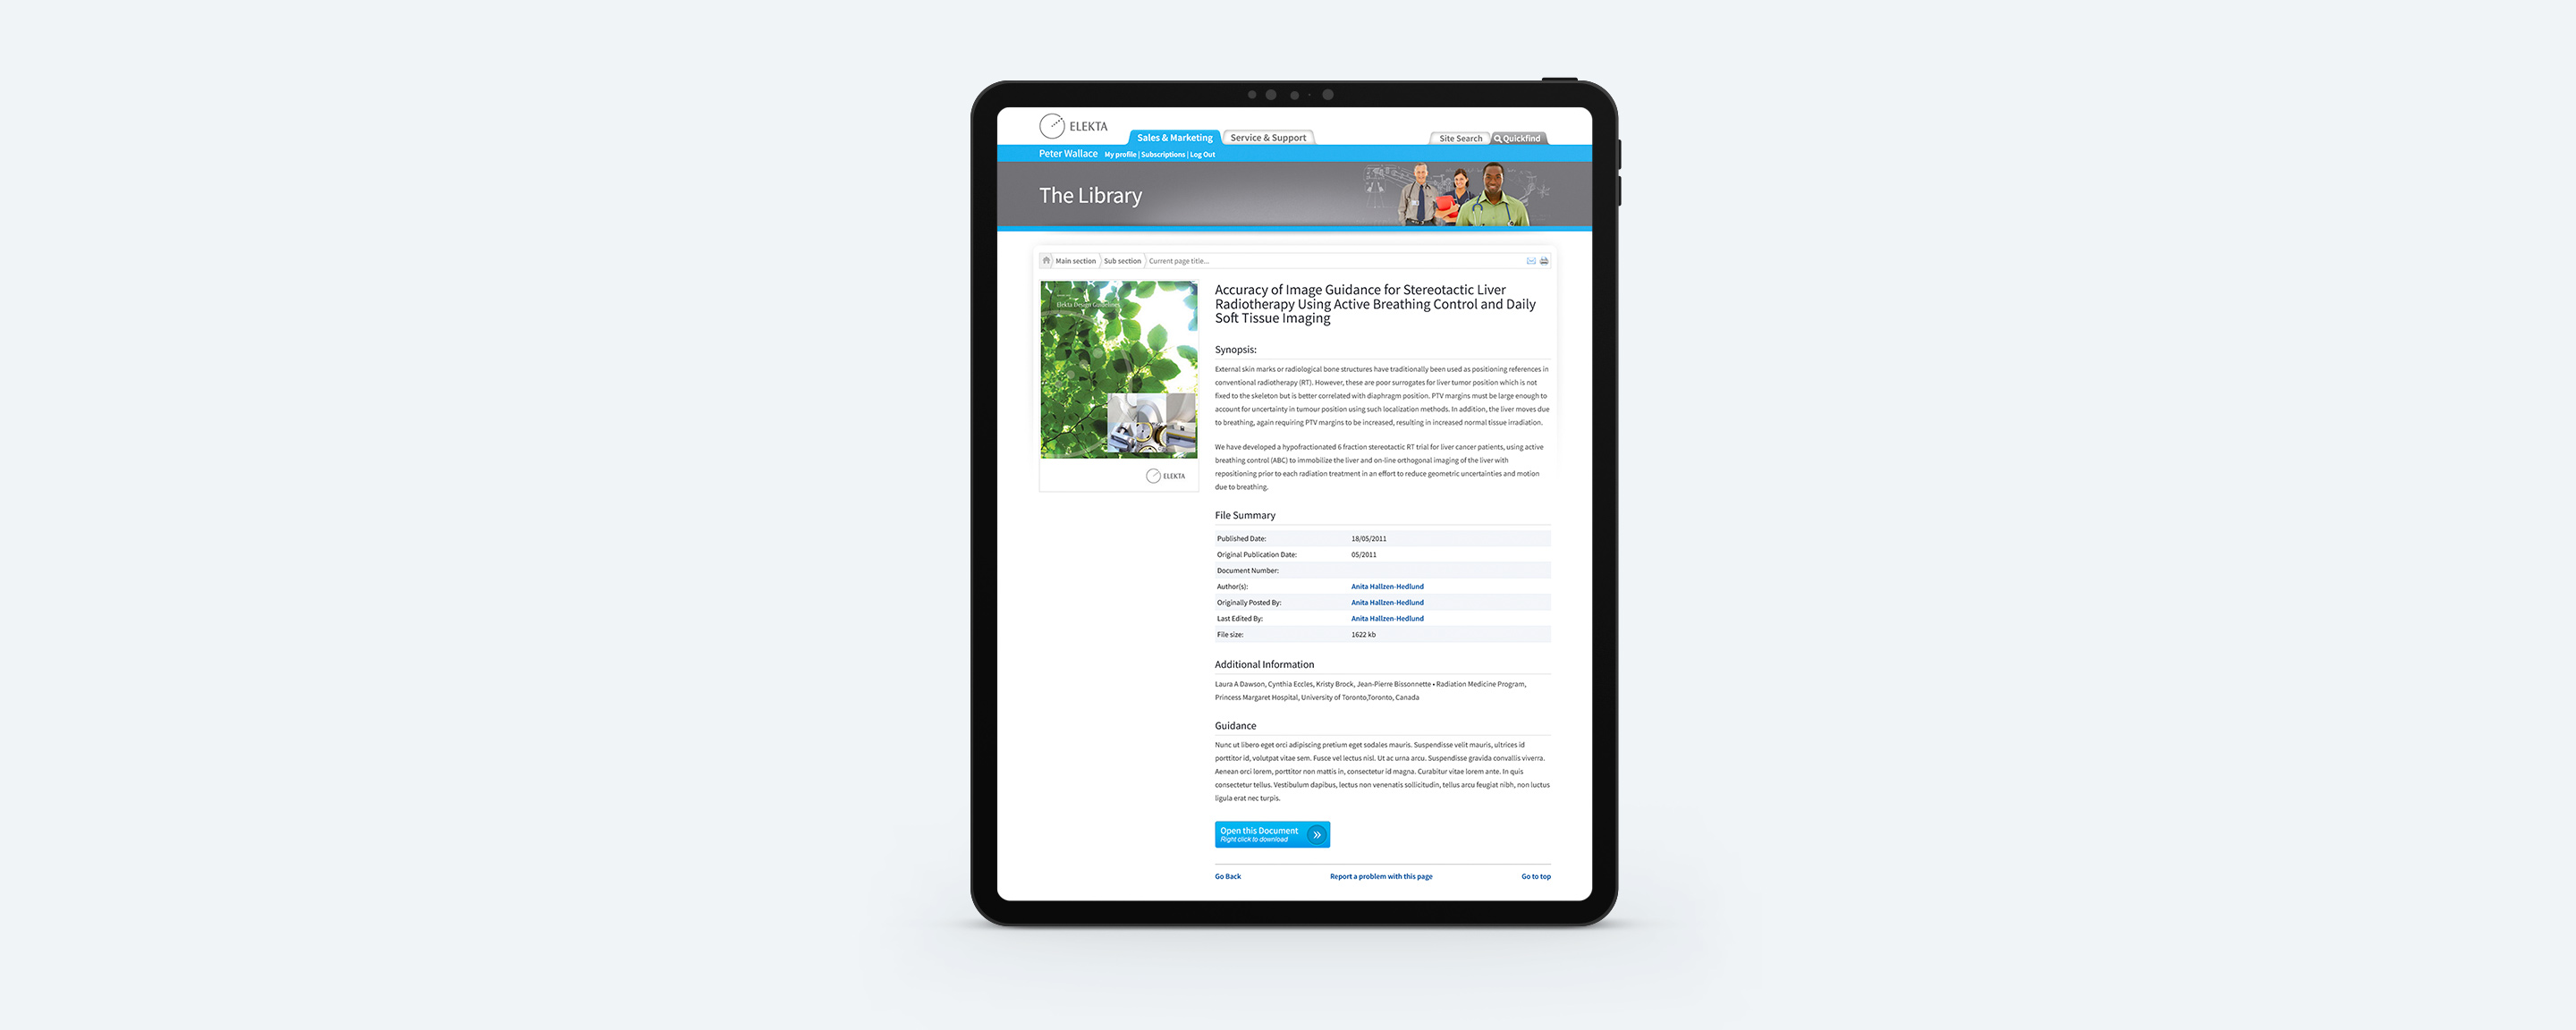 ELEKTA
Sales & Marketing
Service & Support
Site Search
Quickfind
Peter Wallace My profile | Subscriptions | Log Out
The Library
Main section Sub section Current page title...
Elekta Design Guidelines
ELEKTA
Accuracy of Image Guidance for Stereotactic Liver
Radiotherapy Using Active Breathing Control and Daily
Soft Tissue Imaging
Synopsis:
External skin marks or radiological bone structures have traditionally been used as positioning references in
conventional radiotherapy (RT). However, these are poor surrogates for liver tumor position which is not
fixed to the skeleton but is better correlated with diaphragm position. PTV margins must be large enough to
account for uncertainty in tumour position using such localization methods. In addition, the liver moves due
to breathing, again requiring PTV margins to be increased, resulting in increased normal tissue irradiation.
We have developed a hypofractionated 6 fraction stereotactic RT trial for liver cancer patients, using active
breathing control (ABC) to immobilize the liver and on-line orthogonal imaging of the liver with
repositioning prior to each radiation treatment in an effort to reduce geometric uncertainties and motion
due to breathing.
File Summary
Published Date: 18/05/2011
Original Publication Date: 05/2011
Document Number:
Author(s): Anita Hallzen-Hedlund
Originally Posted By: Anita Hallzen-Hedlund
Last Edited By: Anita Hallzen-Hedlund
File size: 1622 kb
Additional Information
Laura A Dawson, Cynthia Eccles, Kristy Brock, Jean-Pierre Bissonnette • Radiation Medicine Program,
Princess Margaret Hospital, University of Toronto,Toronto, Canada
Guidance
Nunc ut libero eget orci adipiscing pretium eget sodales mauris. Suspendisse velit mauris, ultrices id
porttitor id, volutpat vitae sem. Fusce vel lectus nisl. Ut ac urna arcu. Suspendisse gravida convallis viverra.
Aenean orci lorem, porttitor non mattis in, consectetur id magna. Curabitur vitae lorem ante. In quis
consectetur tellus. Vestibulum dapibus, lectus non venenatis sollicitudin, tellus arcu feugiat nibh, non luctus
ligula erat nec turpis.
Open this Document
Right click to download
Go Back Report a problem with this page Go to top